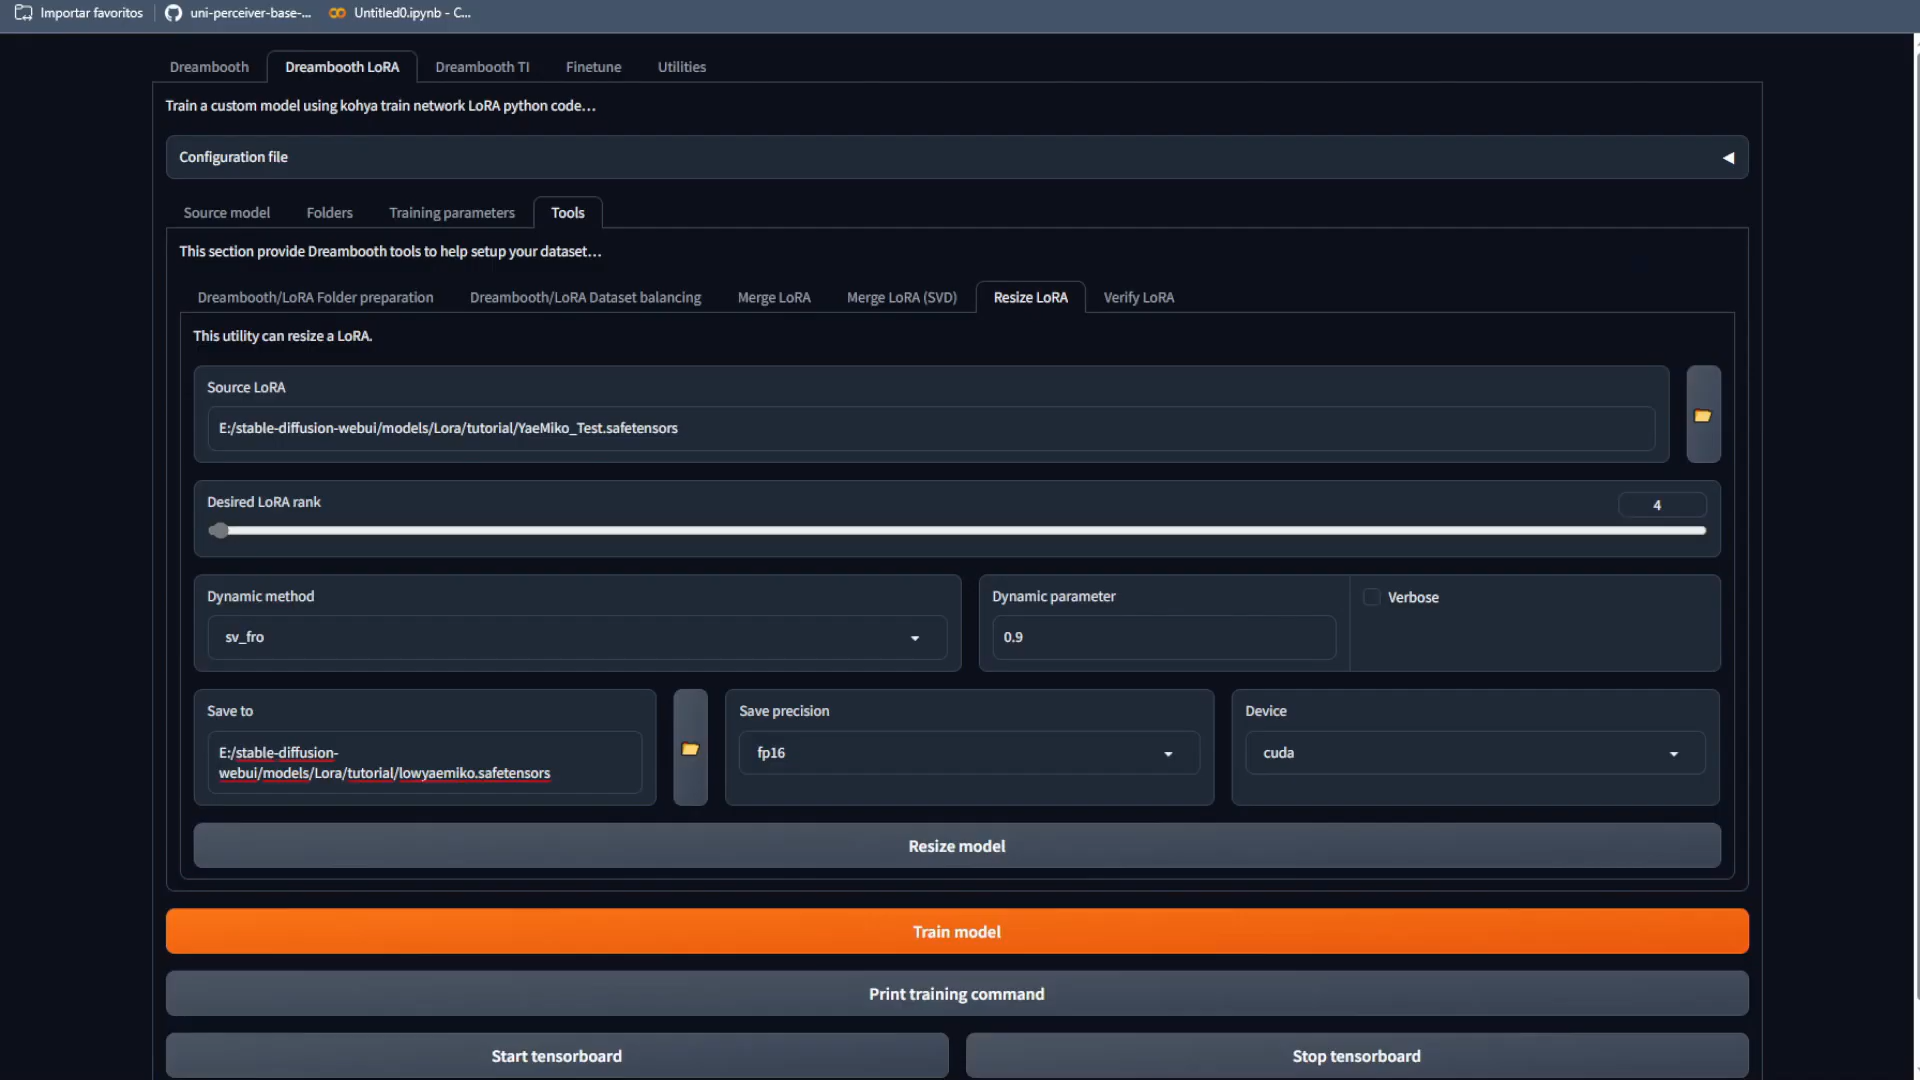 Importar favoritos uni-perceiver-base-... Untitled0.ipynb - C...
Dreambooth Dreambooth LoRA Dreambooth TI Finetune Utilities
Train a custom model using kohya train network LoRA python code...
Configuration file
Source model Folders Training parameters Tools
This section provide Dreambooth tools to help setup your dataset...
Dreambooth/LoRA Folder preparation Dreambooth/LoRA Dataset balancing Merge LoRA Merge LoRA (SVD) Resize LoRA Verify LoRA
This utility can resize a LoRA.
Source LoRA
E:/stable-diffusion-webui/models/Lora/tutorial/YaeMiko_Test.safetensors
Desired LoRA rank 4
Dynamic method Dynamic parameter Verbose
sv_fro 0.9
Save to Save precision Device
E:/stable-diffusion-
webui/models/Lora/tutorial/lowyaemiko.safetensors
fp16 cuda
Resize model
Train model
Print training command
Start tensorboard Stop tensorboard